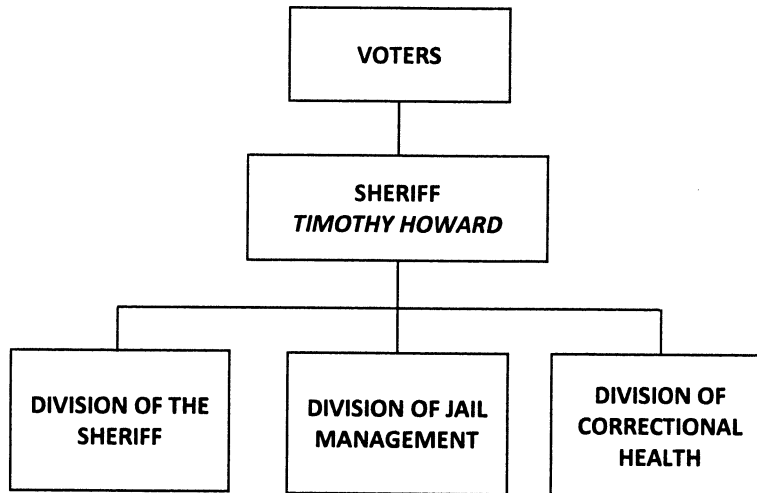 VOTERS
SHERIFF
TIMOTHY HOWARD
DIVISION OF THE
SHERIFF
DIVISION OF JAIL
MANAGEMENT
DIVISION OF
CORRECTIONAL
HEALTH